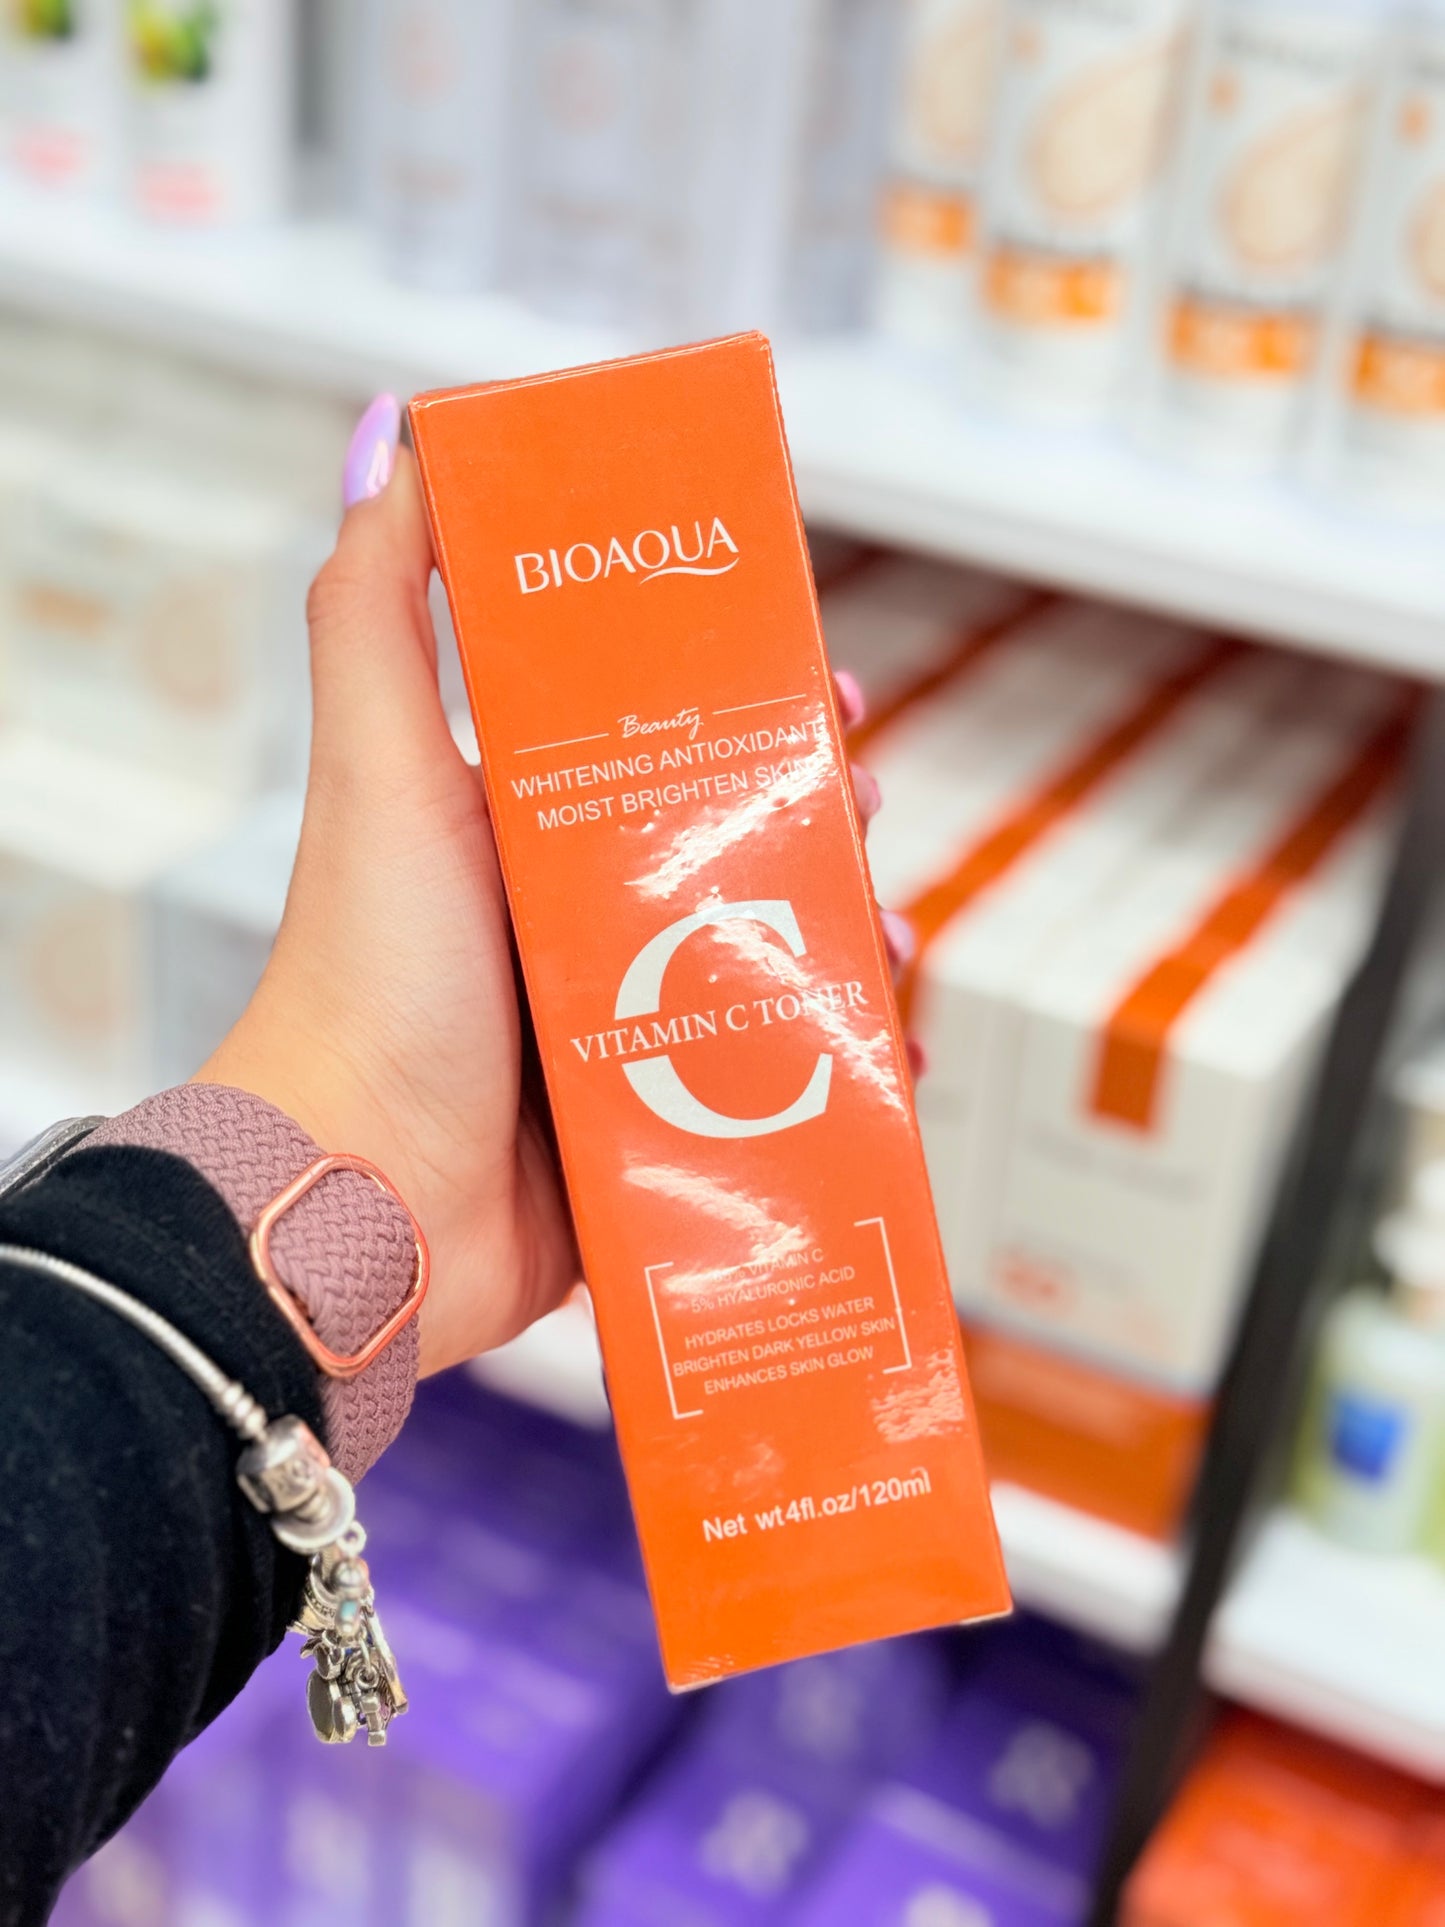 BIOAQUA
Beauty
WHITENING ANTIOXIDANT
MOIST BRIGHTEN SKIN
C
VITAMIN C TONER
VITAMIN C
5% HYALURONIC ACID
HYDRATES LOCKS WATER
BRIGHTEN DARK YELLOW SKIN
ENHANCES SKIN GLOW
Net wt4fl.oz/120ml